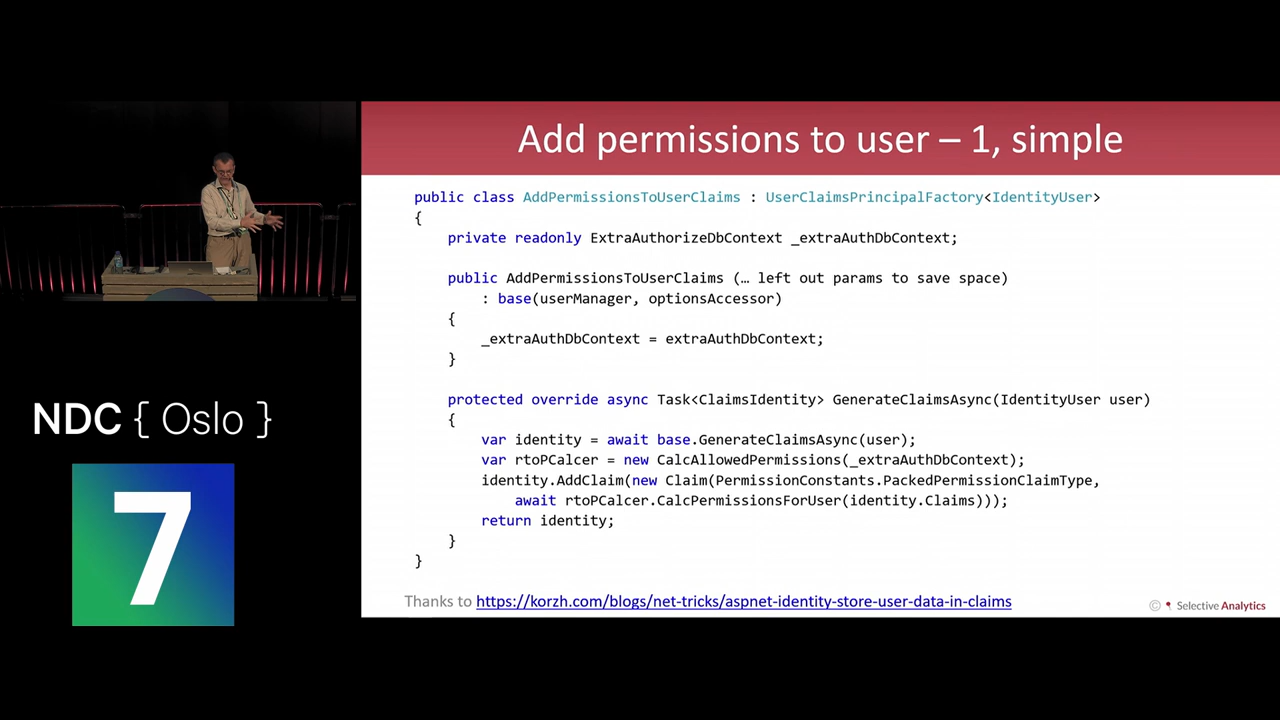 NDC { Oslo }
7
Add permissions to user – 1, simple
public class AddPermissionsToUserClaims : UserClaimsPrincipalFactory<IdentityUser>
{
private readonly ExtraAuthorizeDbContext _extraAuthDbContext;
public AddPermissionsToUserClaims (… left out params to save space)
: base(userManager, optionsAccessor)
{
_extraAuthDbContext = extraAuthDbContext;
}
protected override async Task<ClaimsIdentity> GenerateClaimsAsync(IdentityUser user)
{
var identity = await base.GenerateClaimsAsync(user);
var rtoPCalcer = new CalcAllowedPermissions(_extraAuthDbContext);
identity.AddClaim(new Claim(PermissionConstants.PackedPermissionClaimType,
await rtoPCalcer.CalcPermissionsForUser(identity.Claims)));
return identity;
}
}
Thanks to https://korzh.com/blogs/net-tricks/aspnet-identity-store-user-data-in-claims
© Selective Analytics